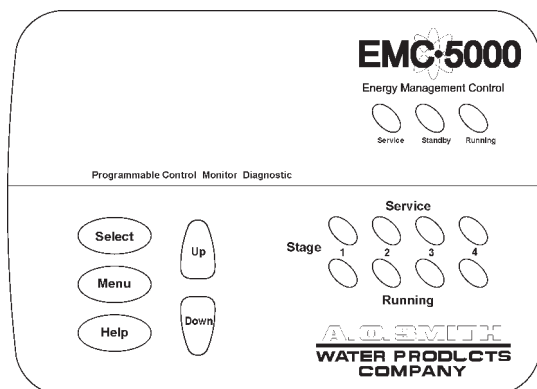 EMC·5000
Energy Management Control
Service Standby Running
Programmable Control Monitor Diagnostic
Select
Menu
Help
Up
Down
Service
Stage 1 2 3 4
Running
A.O. SMITH
WATER PRODUCTS
COMPANY